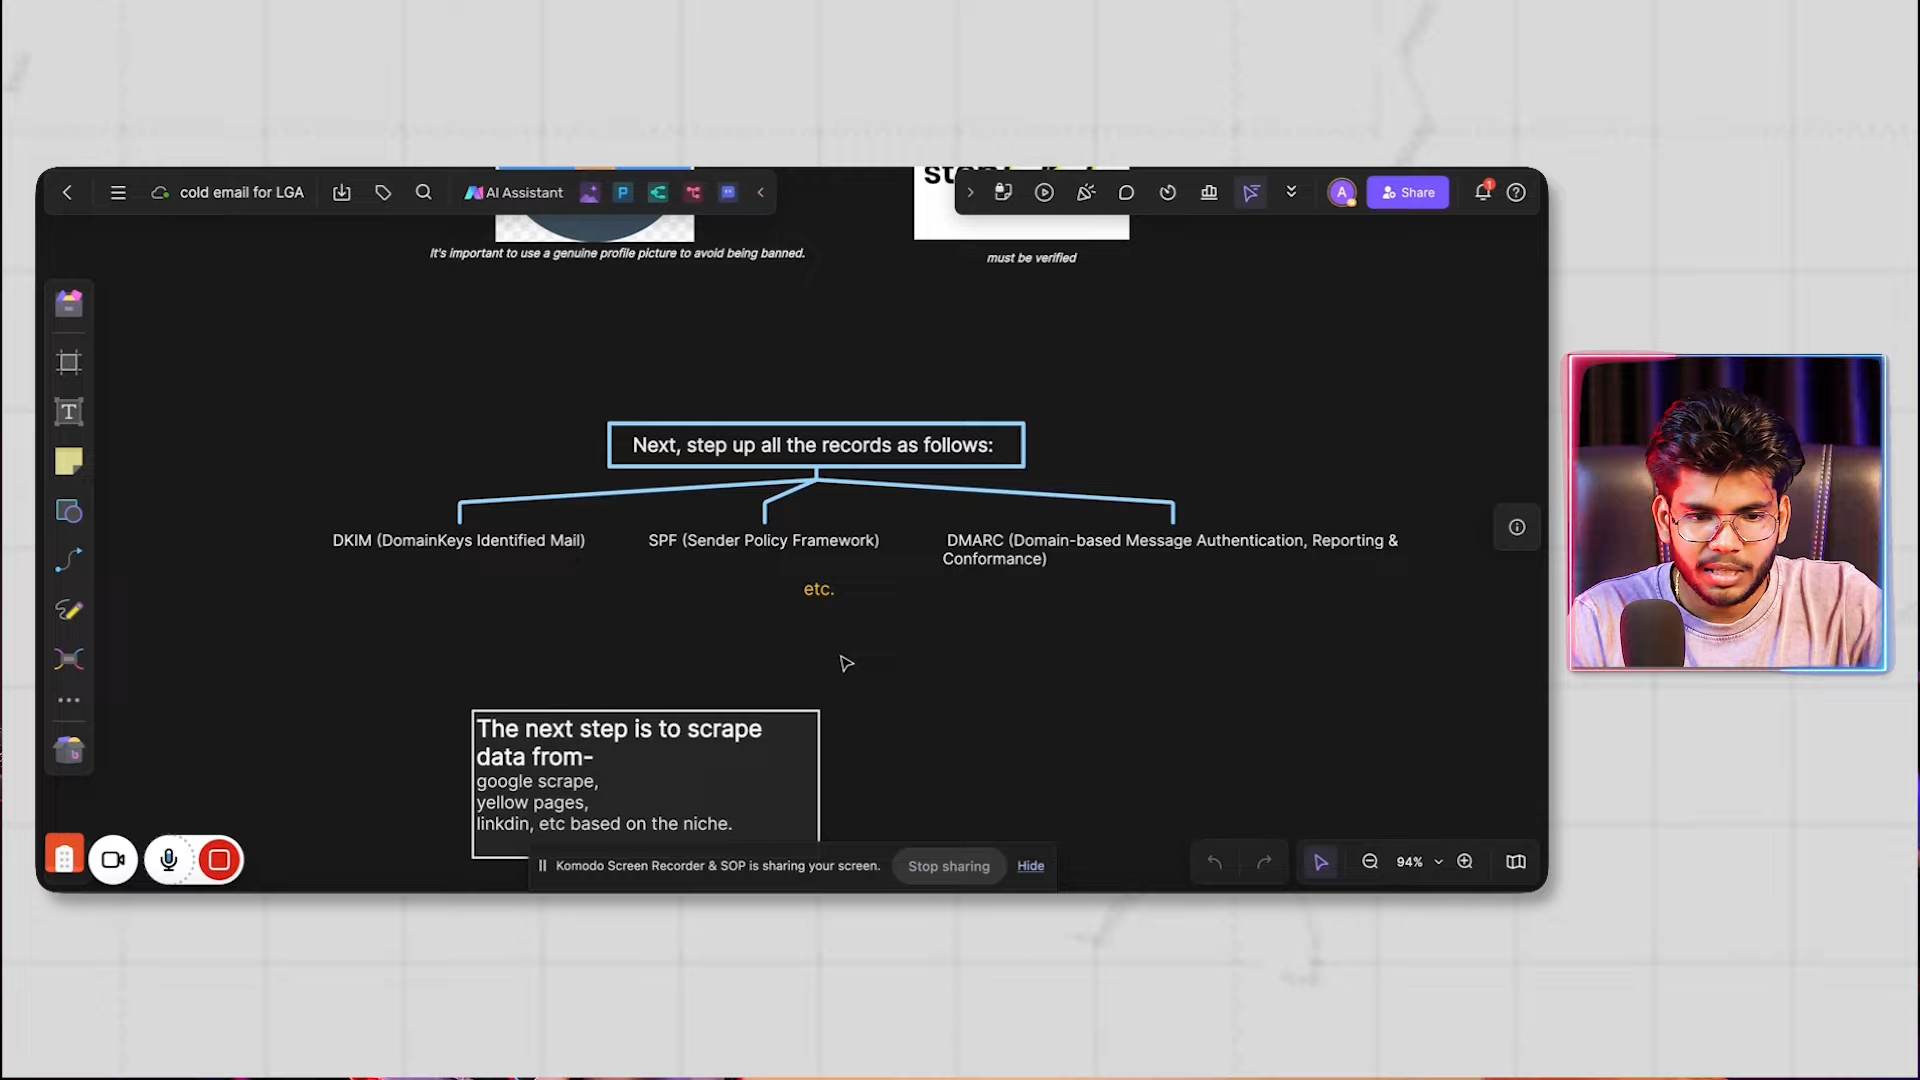 cold email for LGA
AI Assistant
P
A
Share
1
It's important to use a genuine profile picture to avoid being banned.
must be verified
Next, step up all the records as follows:
DKIM (DomainKeys Identified Mail)
SPF (Sender Policy Framework)
DMARC (Domain-based Message Authentication, Reporting &
Conformance)
etc.
T
The next step is to scrape
data from-
google scrape,
yellow pages,
linkdin, etc based on the niche.
Komodo Screen Recorder & SOP is sharing your screen.
Stop sharing
Hide
94%